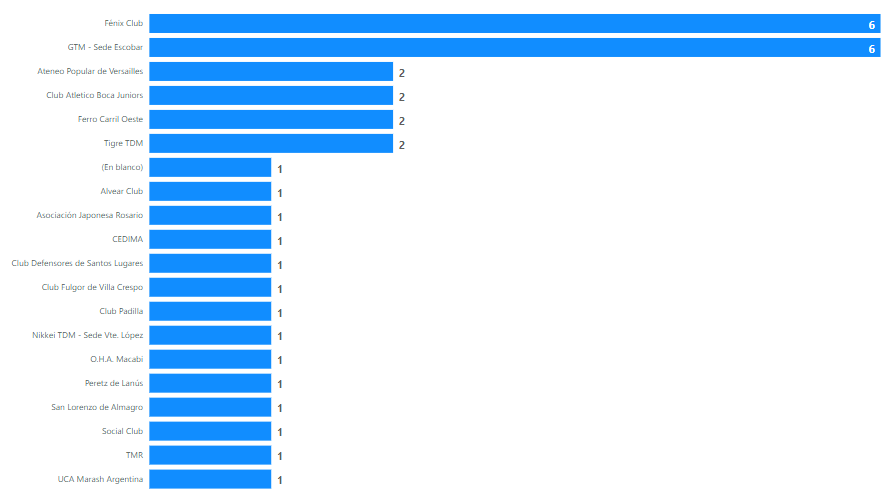 Fénix Club 6
GTM - Sede Escobar 6
Ateneo Popular de Versailles 2
Club Atletico Boca Juniors 2
Ferro Carril Oeste 2
Tigre TDM 2
(En blanco) 1
Alvear Club 1
Asociación Japonesa Rosario 1
CEDIMA 1
Club Defensores de Santos Lugares 1
Club Fulgor de Villa Crespo 1
Club Padilla 1
Nikkei TDM - Sede Vte. López 1
O.H.A. Macabi 1
Peretz de Lanús 1
San Lorenzo de Almagro 1
Social Club 1
TMR 1
UCA Marash Argentina 1